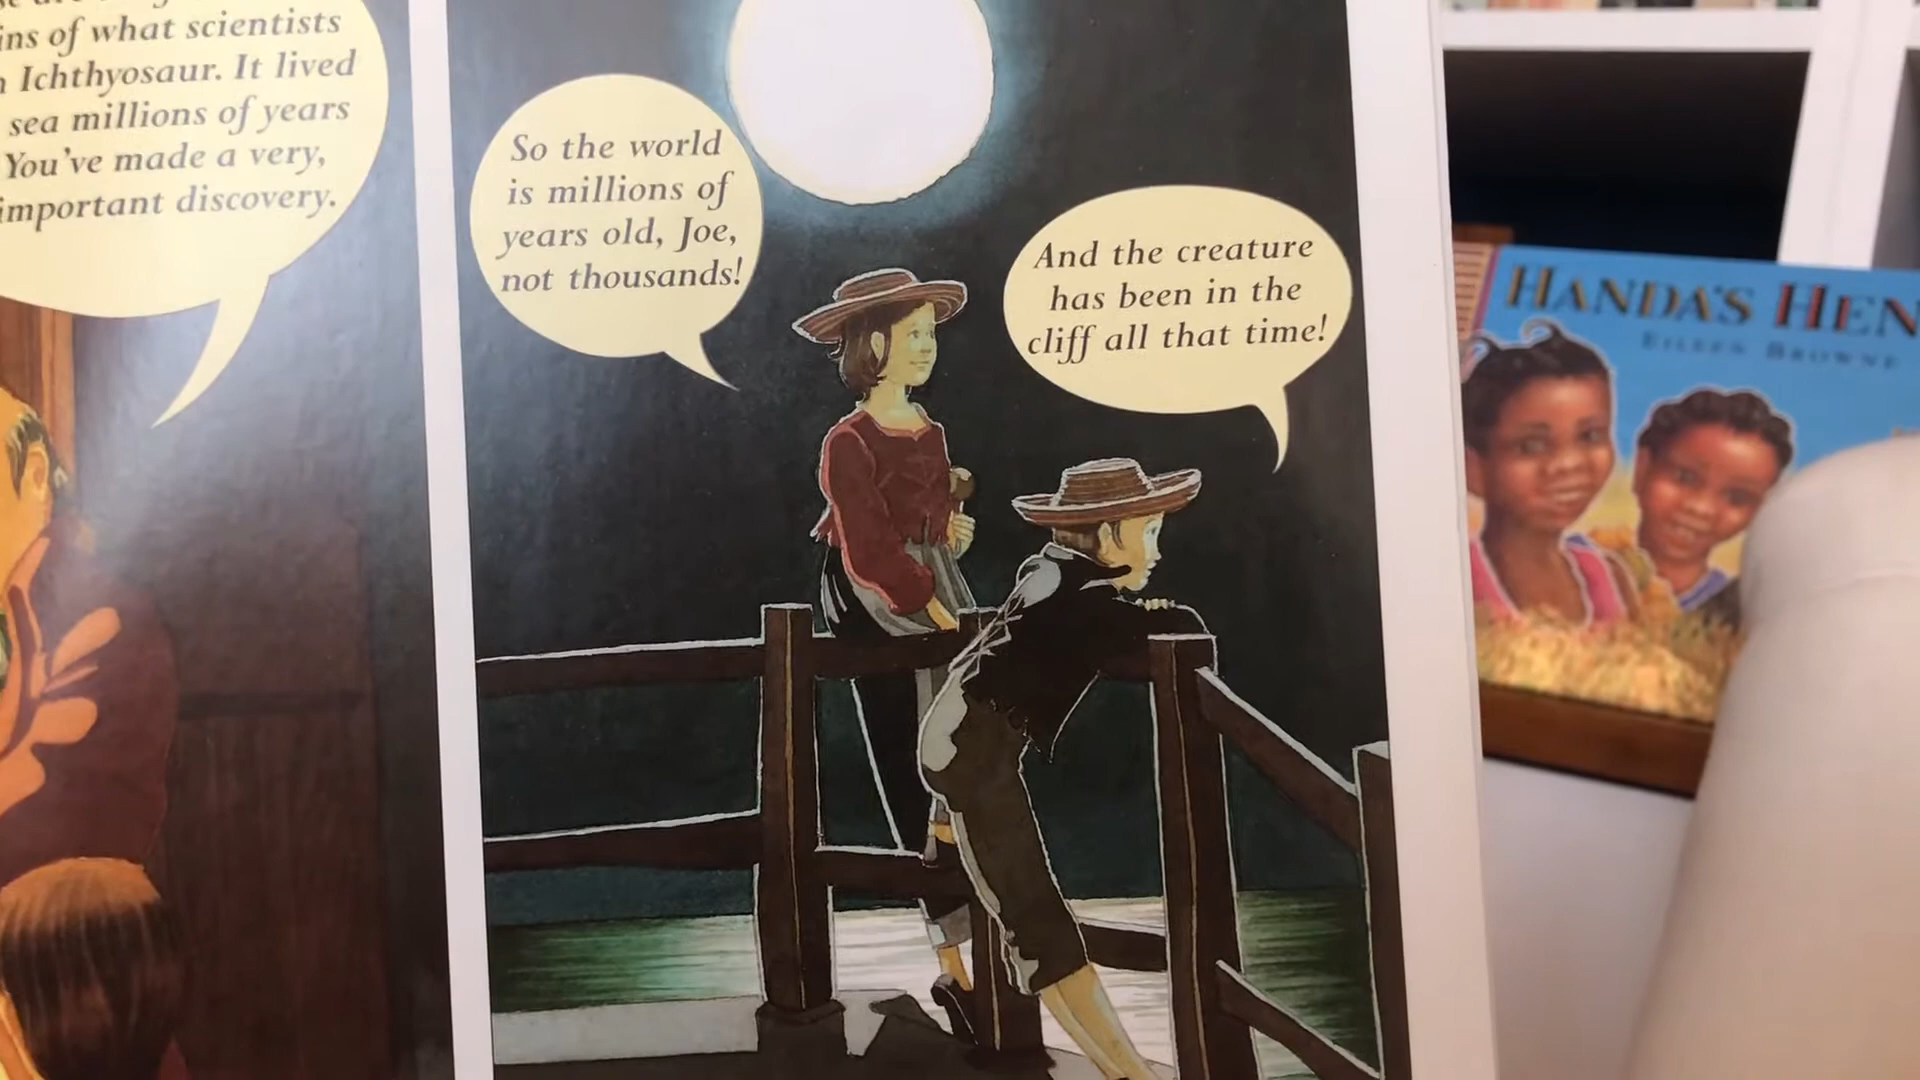 ins of what scientists
Ichthyosaur. It lived
sea millions of years
You've made a very,
important discovery.
So the world
is millions of
years old, Joe,
not thousands!
And the creature
has been in the
cliff all that time!
HANDA'S HEN
EILEEN BROWNE